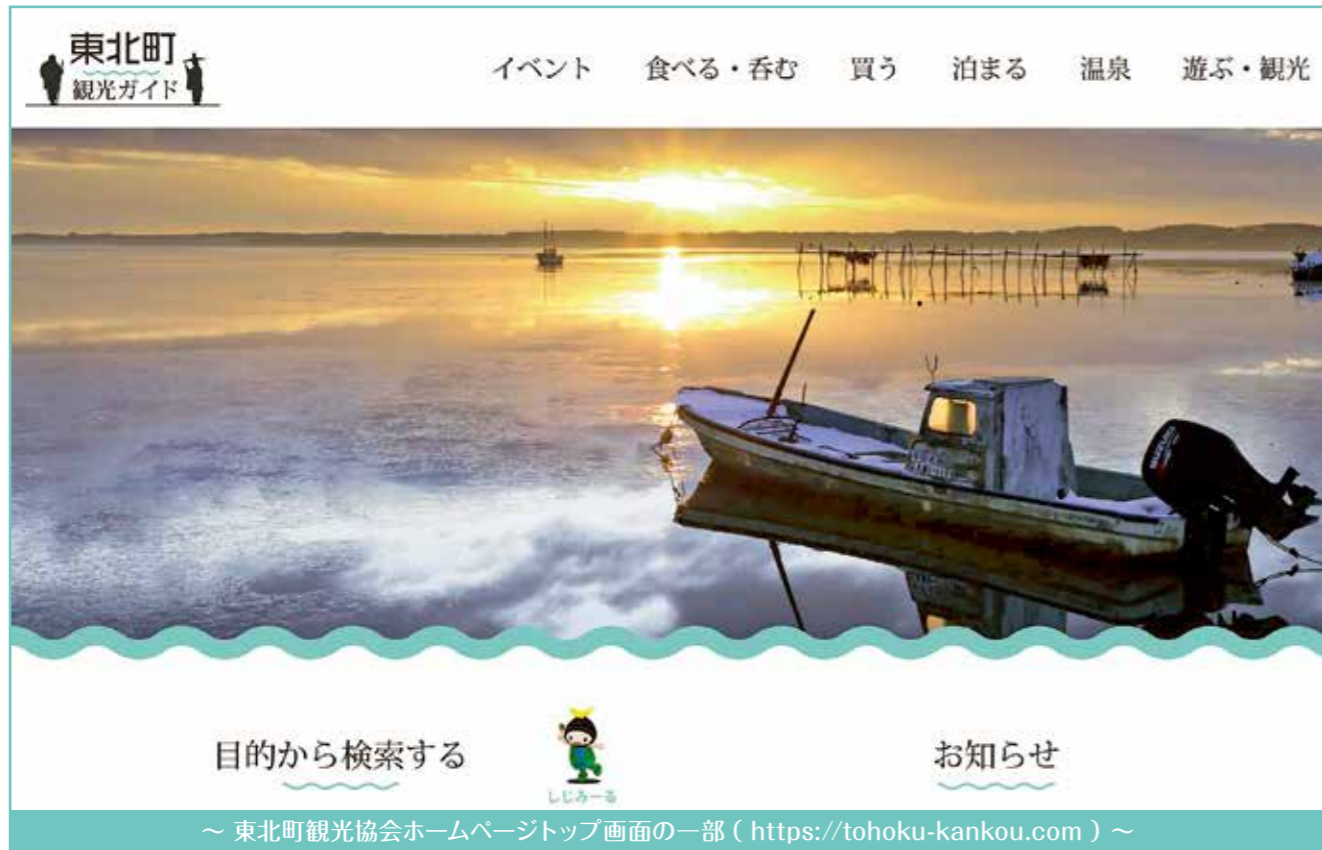 東北町
観光ガイド
イベント 食べる・呑む 買う 泊まる 温泉 遊ぶ・観光
SUZUKI
目的から検索する
しじみーる
お知らせ
～ 東北町観光協会ホームページトップ画面の一部 ( https://tohoku-kankou.com ) ～